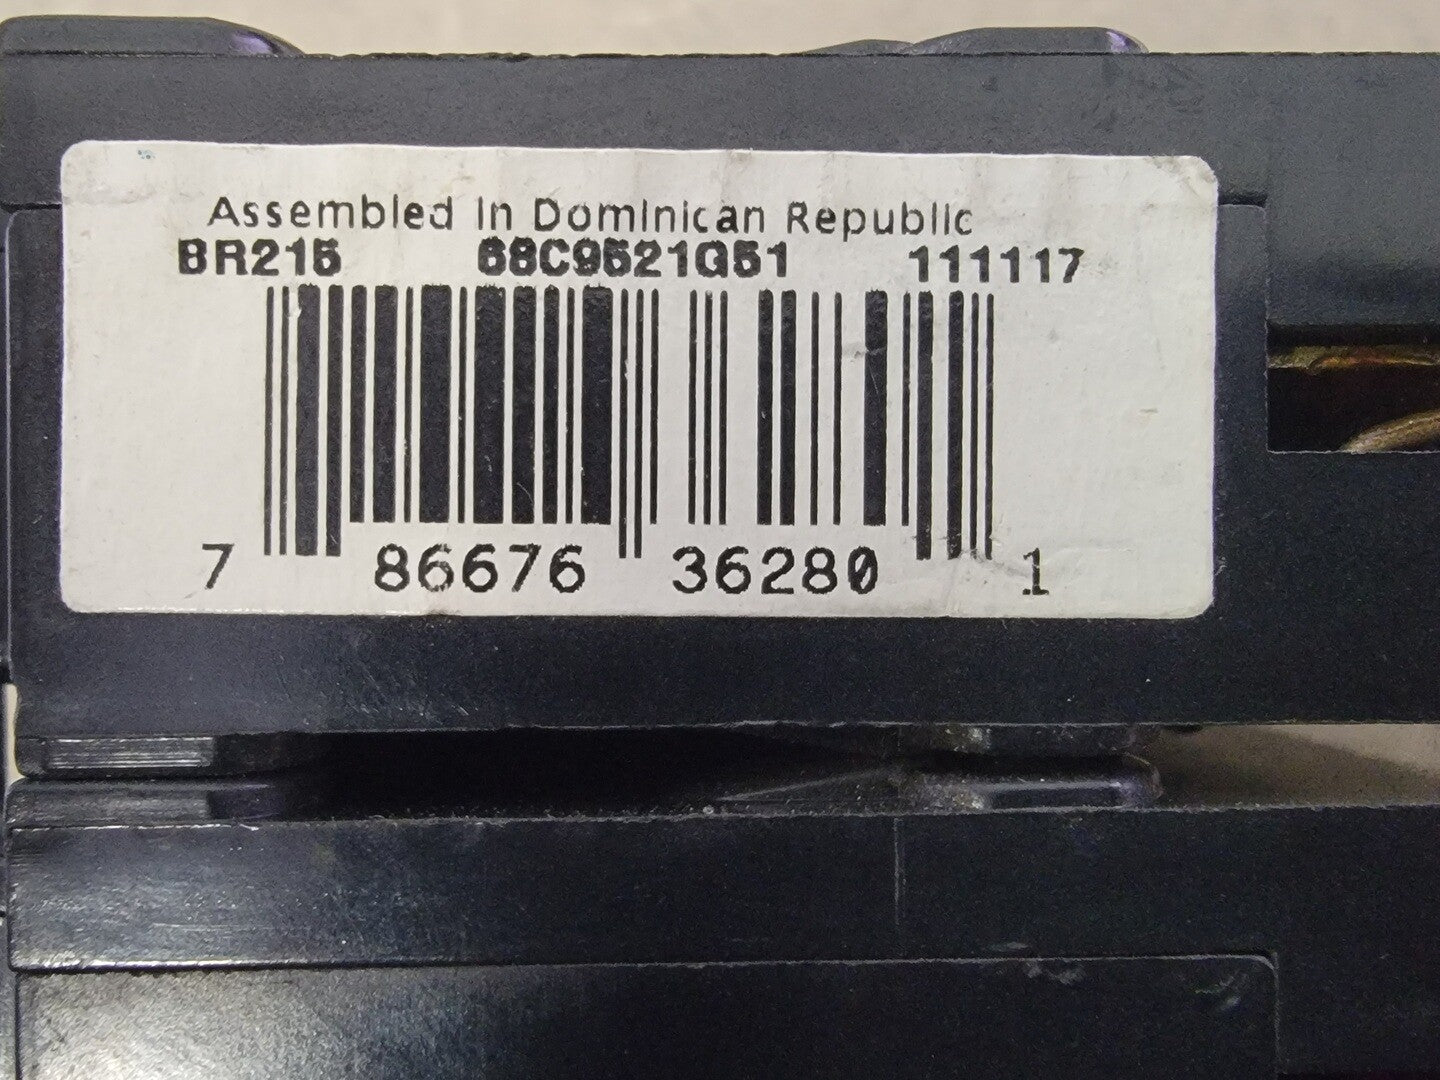 Assembled In Dominican Republic
BR215 68C9521G51 111117
7 86676 36280 1